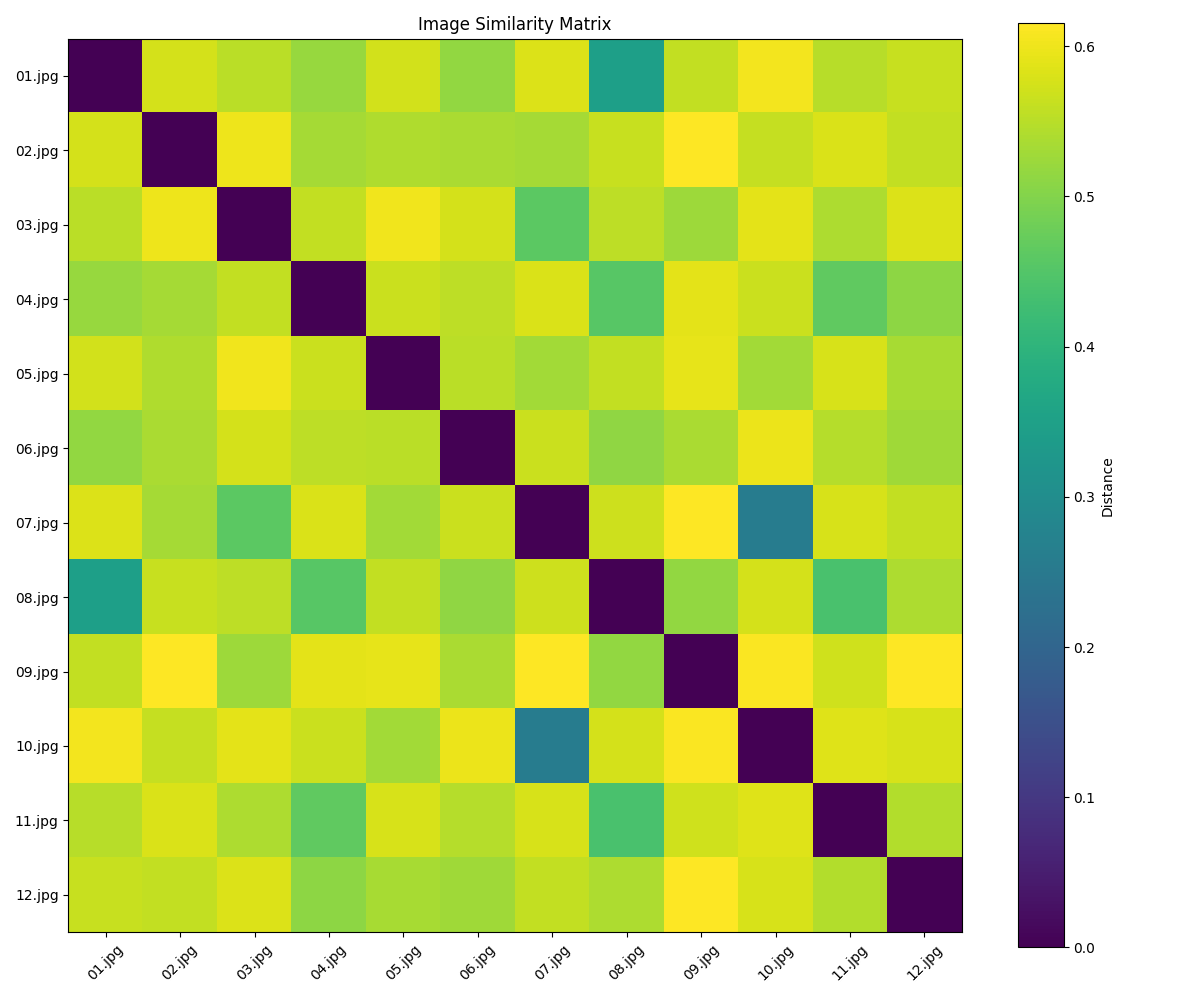 Image Similarity Matrix
01.jpg
02.jpg
03.jpg
04.jpg
05.jpg
06.jpg
07.jpg
08.jpg
09.jpg
10.jpg
11.jpg
12.jpg
01.jpg 02.jpg 03.jpg 04.jpg 05.jpg 06.jpg 07.jpg 08.jpg 09.jpg 10.jpg 11.jpg 12.jpg
0.6
0.5
0.4
0.3
0.2
0.1
0.0
Distance